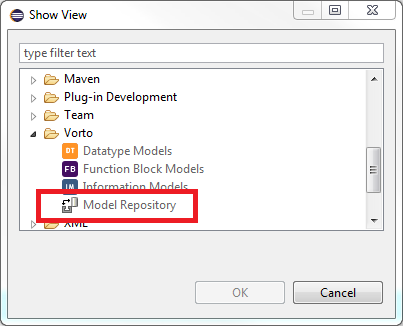 Show View
type filter text
Maven
Plug-in Development
Team
Vorto
DT Datatype Models
FB Function Block Models
IM Information Models
Model Repository
XML
OK Cancel